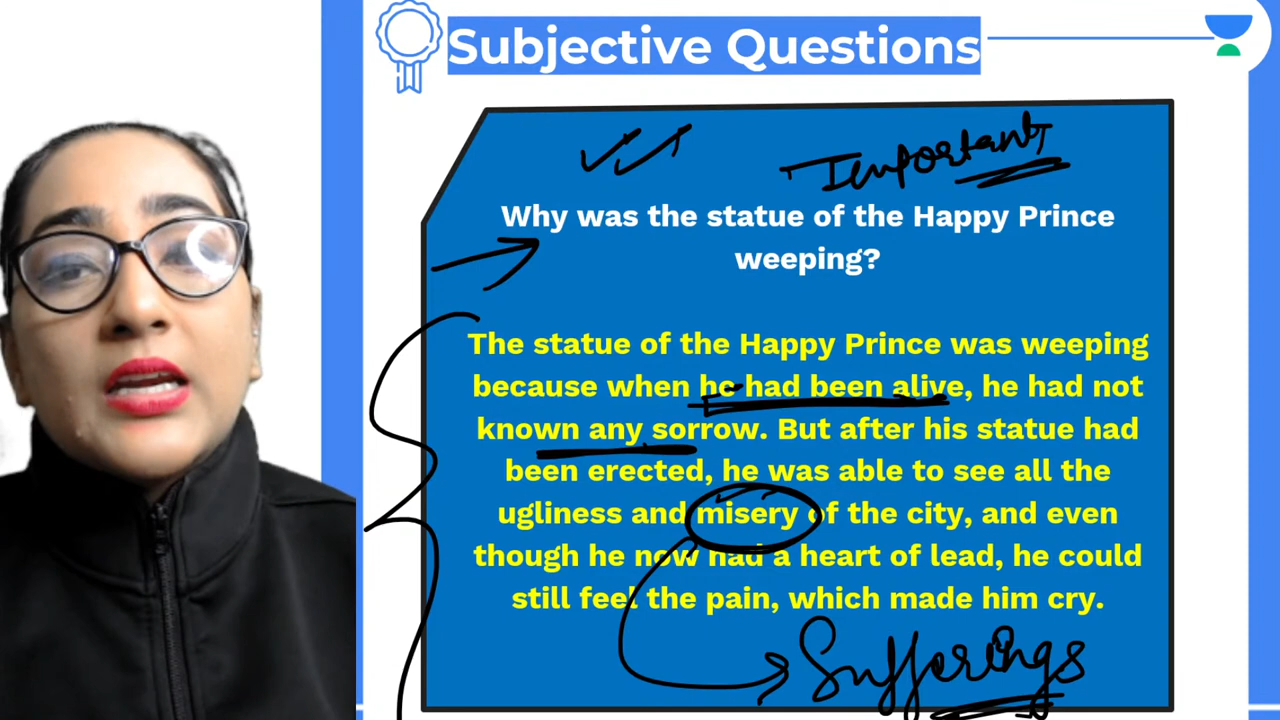 Subjective Questions
Important
Why was the statue of the Happy Prince
weeping?
The statue of the Happy Prince was weeping
because when he had been alive, he had not
known any sorrow. But after his statue had
been erected, he was able to see all the
ugliness and misery of the city, and even
though he now had a heart of lead, he could
still feel the pain, which made him cry.
Sufferings